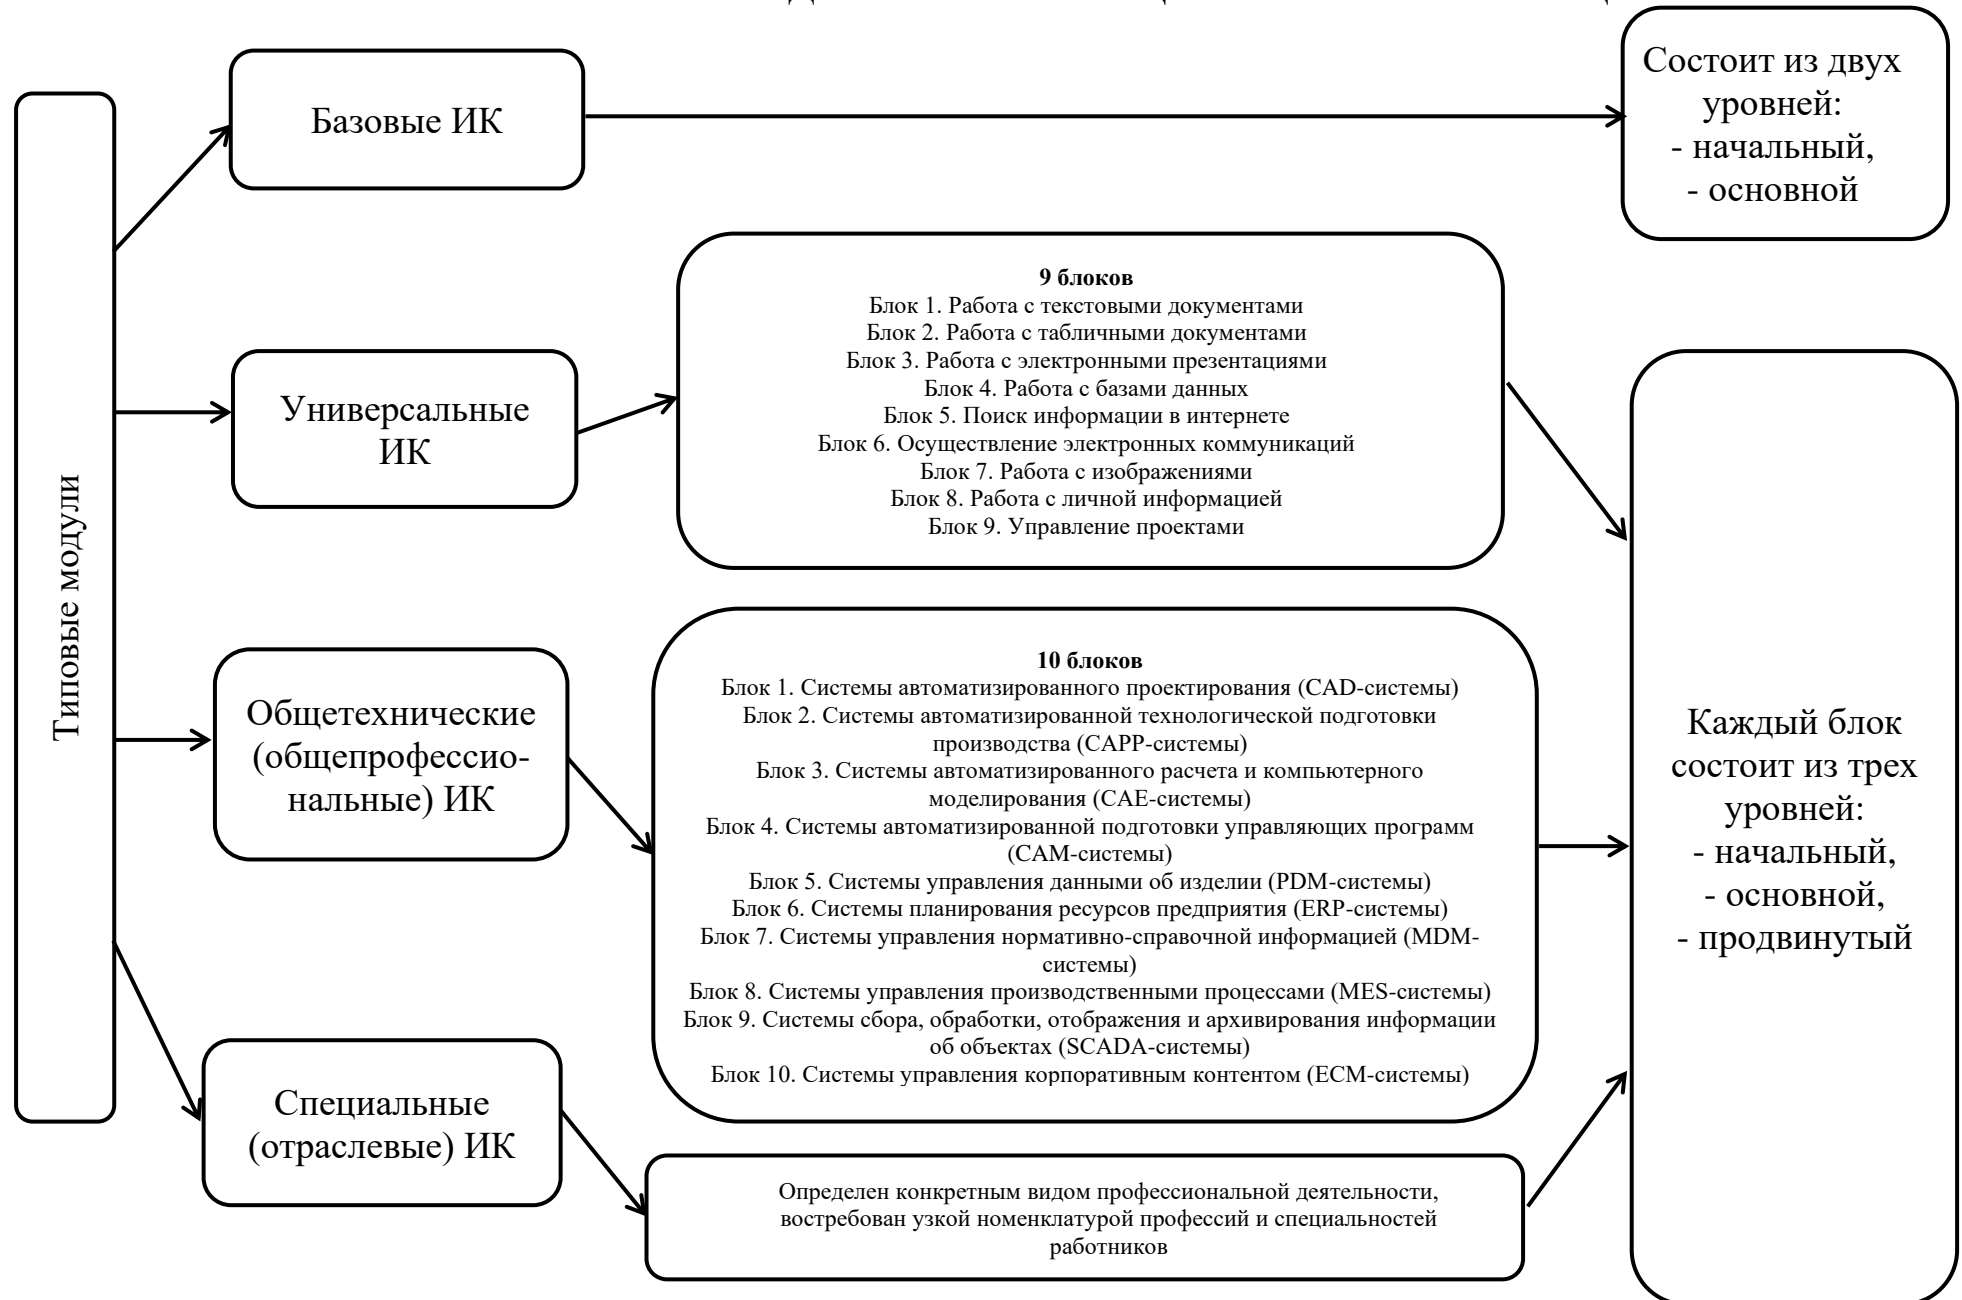 Типовые модули
Базовые ИК
Состоит из двух
уровней:
- начальный,
- основной
Универсальные
ИК
9 блоков
Блок 1. Работа с текстовыми документами
Блок 2. Работа с табличными документами
Блок 3. Работа с электронными презентациями
Блок 4. Работа с базами данных
Блок 5. Поиск информации в интернете
Блок 6. Осуществление электронных коммуникаций
Блок 7. Работа с изображениями
Блок 8. Работа с личной информацией
Блок 9. Управление проектами
Общетехнические
(общепрофессио-
нальные) ИК
10 блоков
Блок 1. Системы автоматизированного проектирования (CAD-системы)
Блок 2. Системы автоматизированной технологической подготовки
производства (CAPP-системы)
Блок 3. Системы автоматизированного расчета и компьютерного
моделирования (CAE-системы)
Блок 4. Системы автоматизированной подготовки управляющих программ
(CAM-системы)
Блок 5. Системы управления данными об изделии (PDM-системы)
Блок 6. Системы планирования ресурсов предприятия (ERP-системы)
Блок 7. Системы управления нормативно-справочной информацией (MDM-
системы)
Блок 8. Системы управления производственными процессами (MES-системы)
Блок 9. Системы сбора, обработки, отображения и архивирования информации
об объектах (SCADA-системы)
Блок 10. Системы управления корпоративным контентом (ECM-системы)
Специальные
(отраслевые) ИК
Определен конкретным видом профессиональной деятельности,
востребован узкой номенклатурой профессий и специальностей
работников
Каждый блок
состоит из трех
уровней:
- начальный,
- основной,
- продвинутый